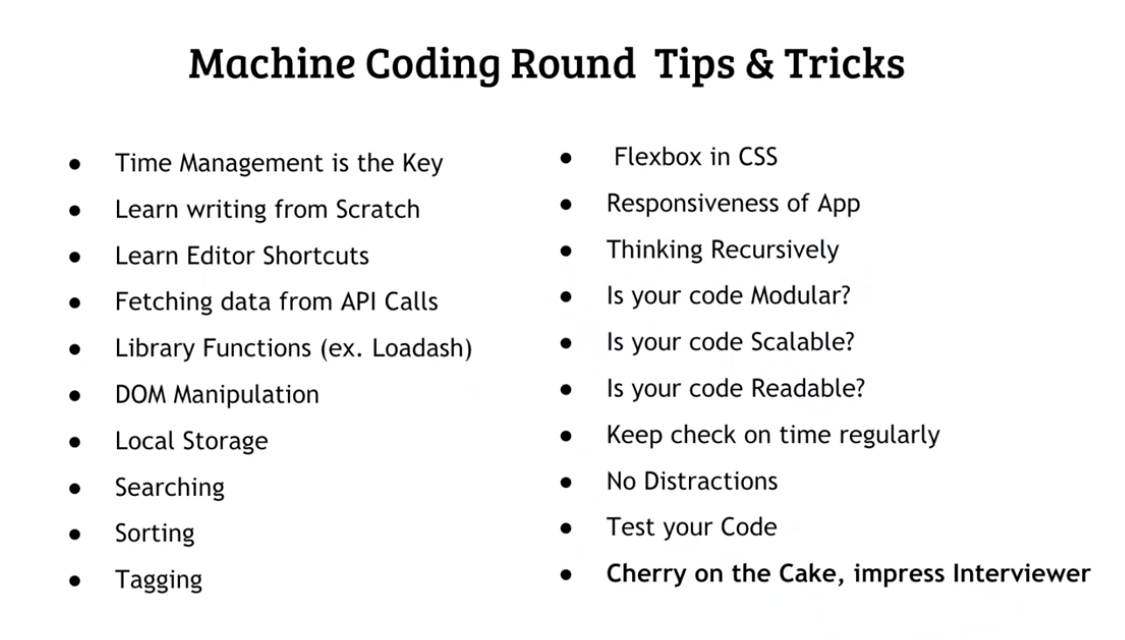 Machine Coding Round Tips & Tricks
● Time Management is the Key
● Learn writing from Scratch
● Learn Editor Shortcuts
● Fetching data from API Calls
● Library Functions (ex. Loadash)
● DOM Manipulation
● Local Storage
● Searching
● Sorting
● Tagging
● Flexbox in CSS
● Responsiveness of App
● Thinking Recursively
● Is your code Modular?
● Is your code Scalable?
● Is your code Readable?
● Keep check on time regularly
● No Distractions
● Test your Code
● Cherry on the Cake, impress Interviewer